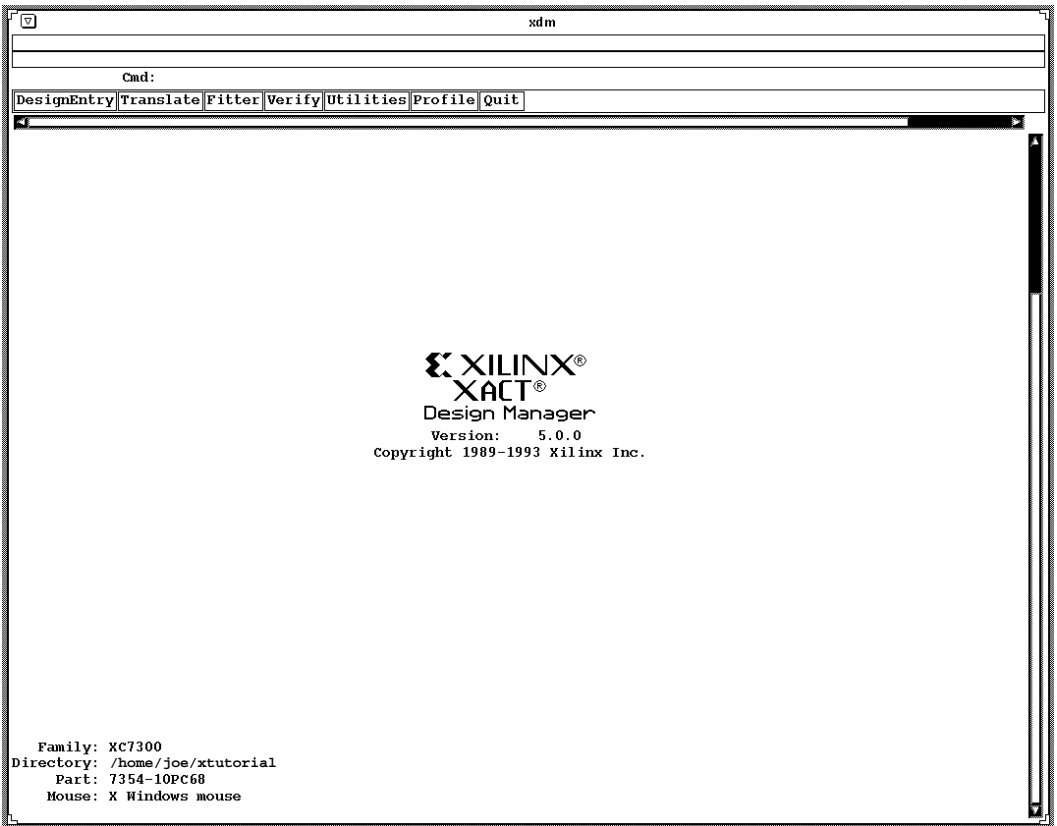 xdm
Cmd:
DesignEntry Translate Fitter Verify Utilities Profile Quit
XILINX®
XACT®
Design Manager
Version: 5.0.0
Copyright 1989-1993 Xilinx Inc.
Family: XC7300
Directory: /home/joe/xtutorial
Part: 7354-10PC68
Mouse: X Windows mouse